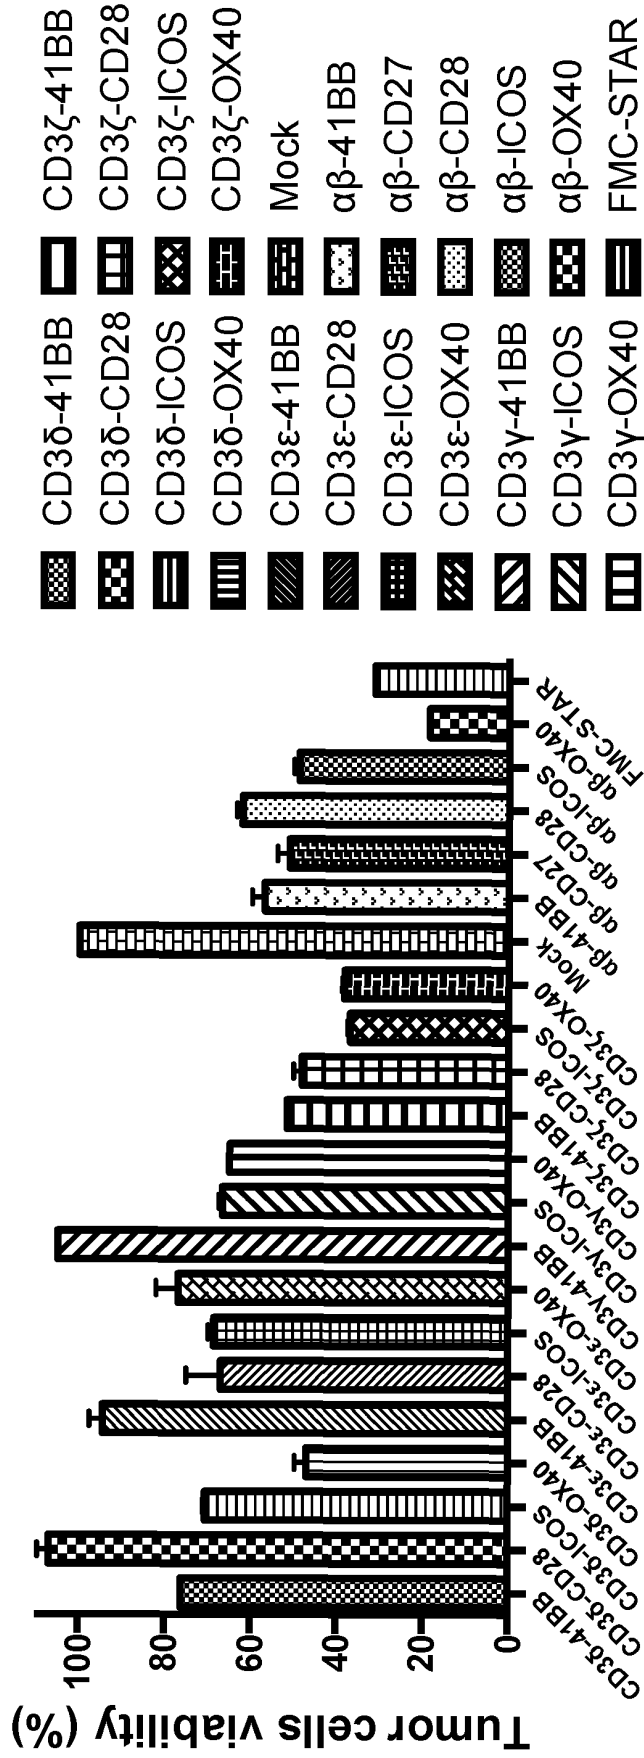 Tumor cells viability (%)
100
80
60
40
20
0
CD3δ-41BB
CD3δ-CD28
CD3δ-ICOS
CD3δ-OX40
CD3ε-41BB
CD3ε-CD28
CD3ε-ICOS
CD3ε-OX40
CD3γ-41BB
CD3γ-ICOS
CD3γ-OX40
CD3ζ-41BB
CD3ζ-CD28
CD3ζ-ICOS
CD3ζ-OX40
Mock
αβ-41BB
αβ-CD27
αβ-CD28
αβ-ICOS
αβ-OX40
FMC-STAR
CD3δ-41BB CD3ζ-41BB
CD3δ-CD28 CD3ζ-CD28
CD3δ-ICOS CD3ζ-ICOS
CD3δ-OX40 CD3ζ-OX40
CD3ε-41BB Mock
CD3ε-CD28 αβ-41BB
CD3ε-ICOS αβ-CD27
CD3ε-OX40 αβ-CD28
CD3γ-41BB αβ-ICOS
CD3γ-ICOS αβ-OX40
CD3γ-OX40 FMC-STAR